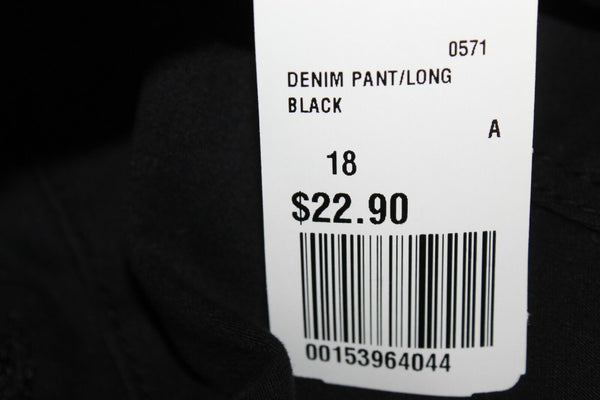 0571
DENIM PANT/LONG
BLACK
A
18
$22.90
00153964044